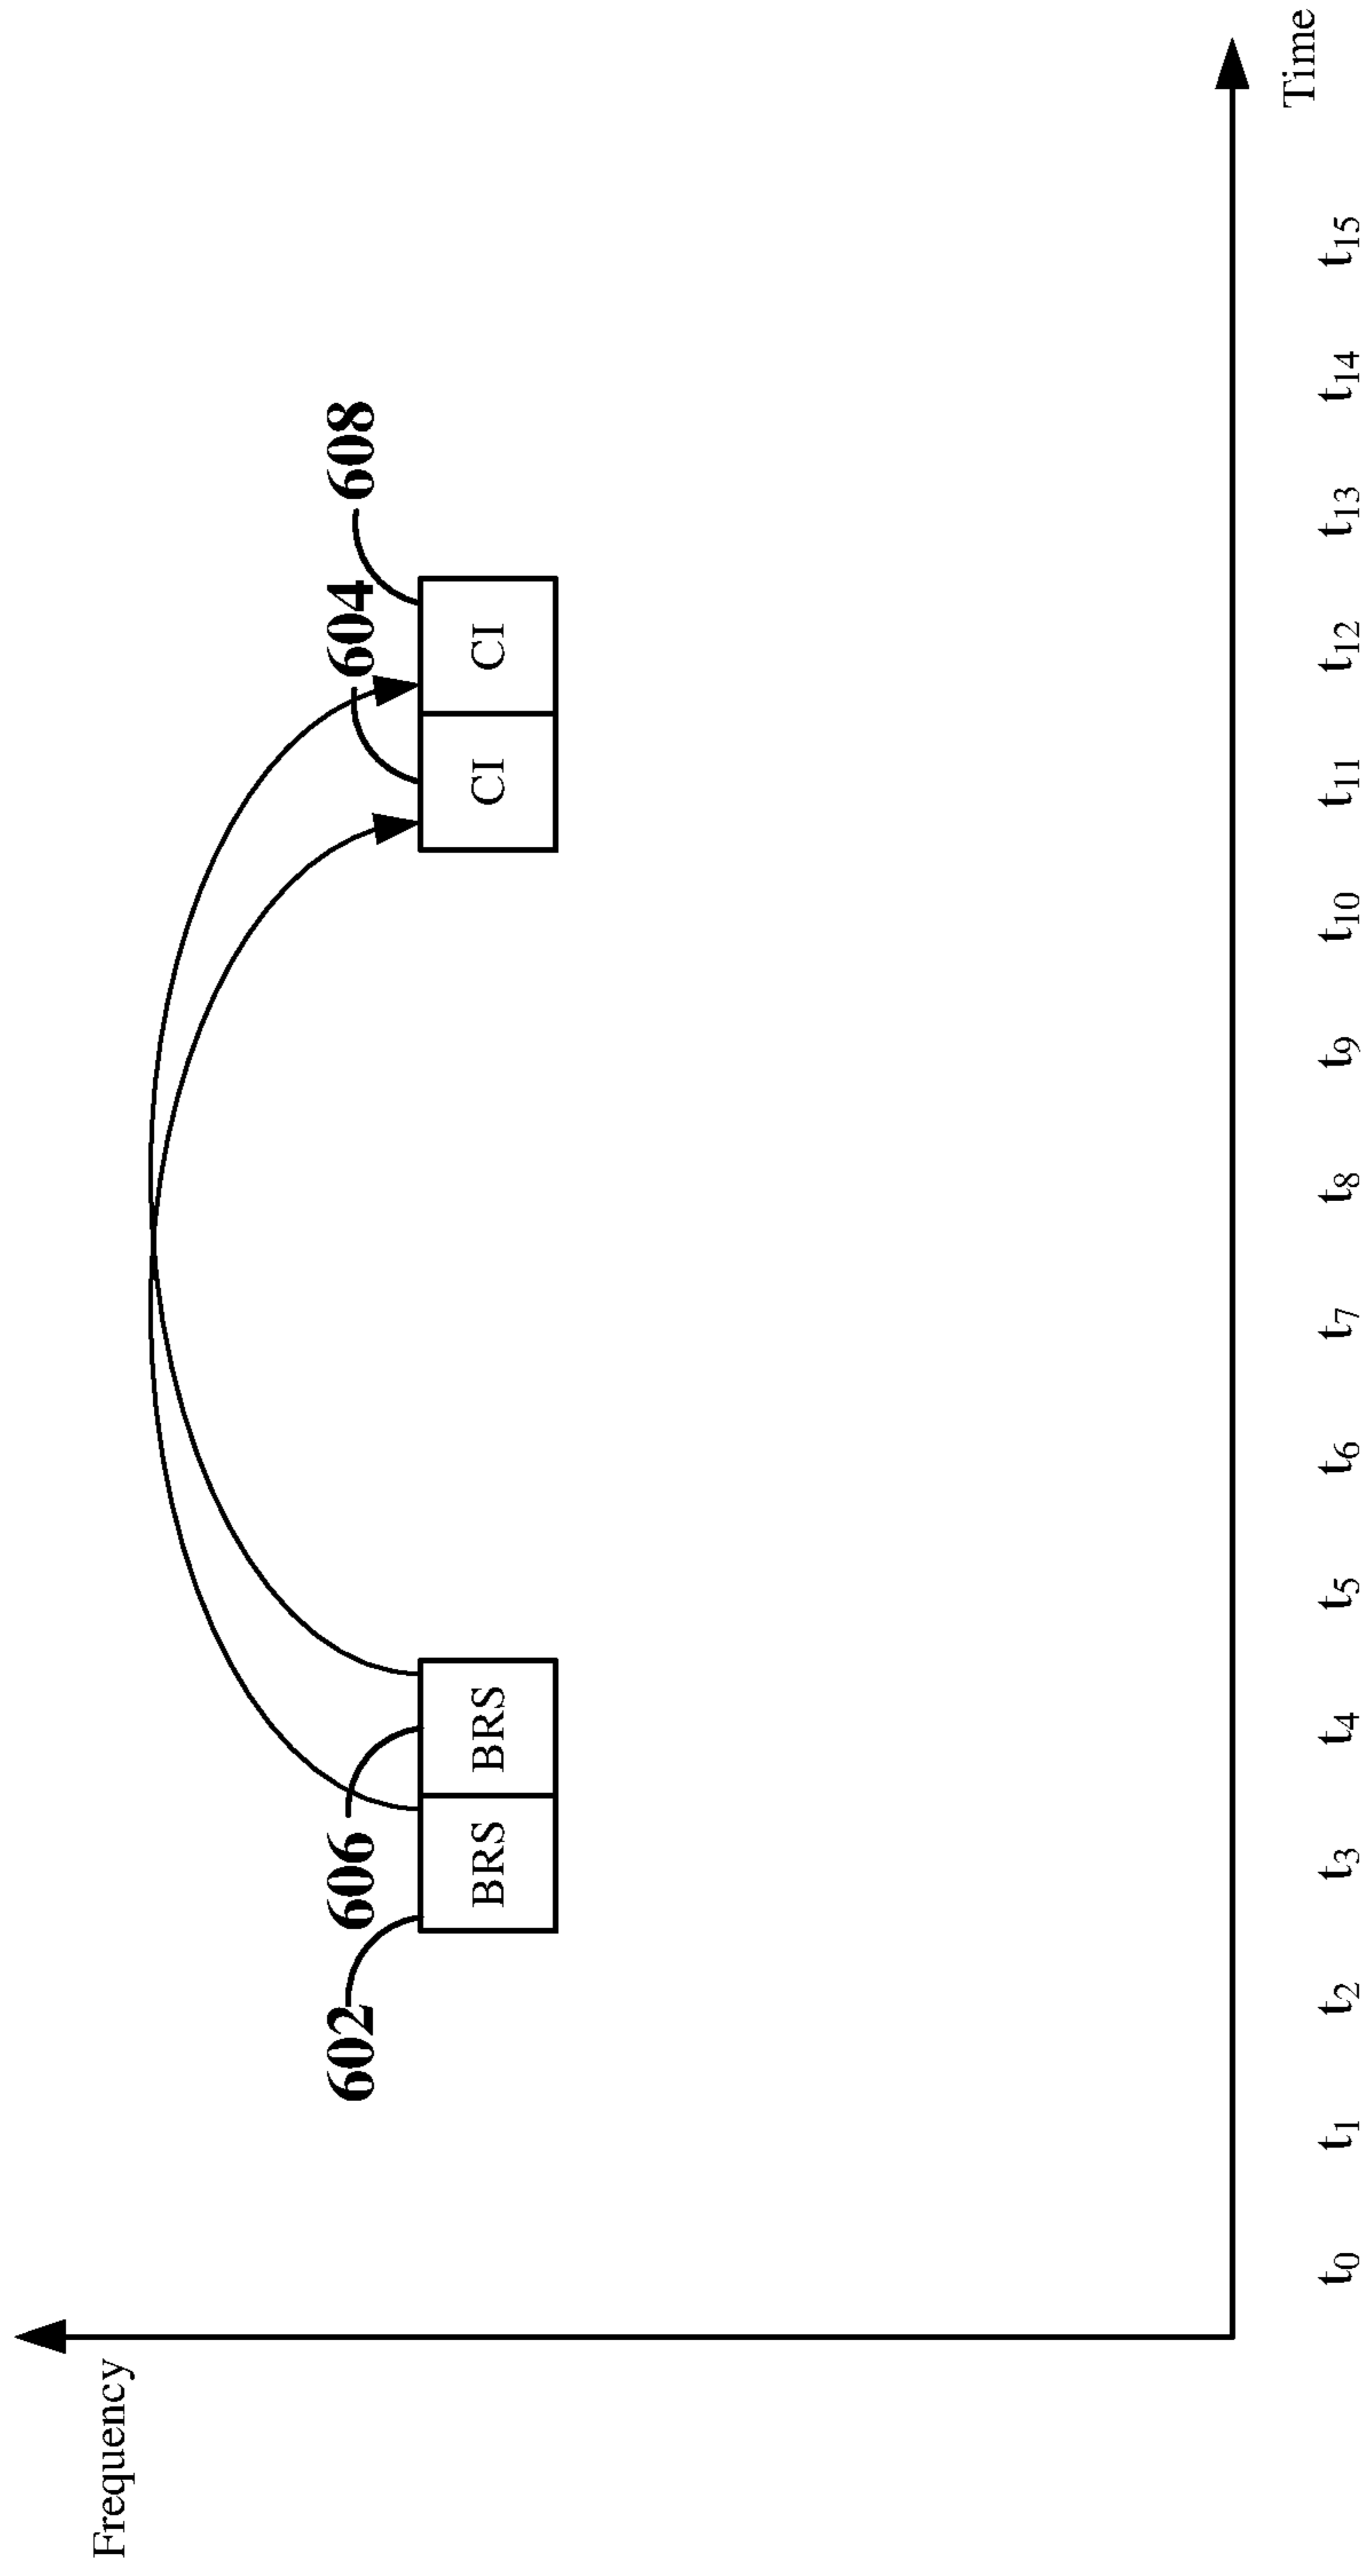 Frequency
602
606
604
608
BRS
BRS
CI
CI
t0 t1 t2 t3 t4 t5 t6 t7 t8 t9 t10 t11 t12 t13 t14 t15
Time